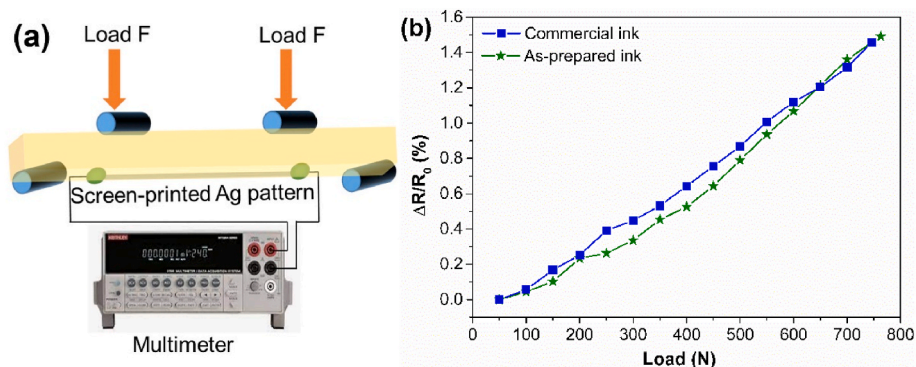 (a)
Load F
Load F
Screen-printed Ag pattern
Multimeter
(b)
Commercial ink
As-prepared ink
ΔR/R₀ (%)
1.6
1.4
1.2
1.0
0.8
0.6
0.4
0.2
0.0
0 100 200 300 400 500 600 700 800
Load (N)